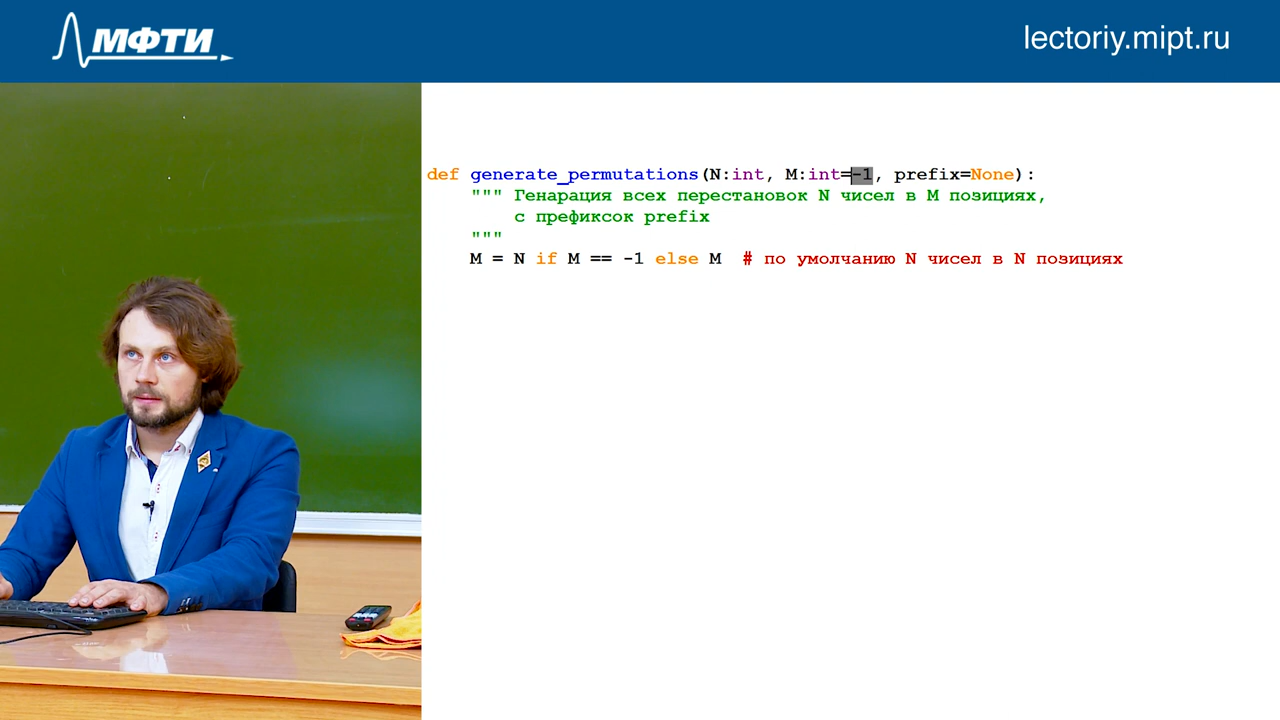 МФТИ
lectoriy.mipt.ru
def generate_permutations(N:int, M:int=-1, prefix=None):
""" Генарация всех перестановок N чисел в M позициях,
с префиксок prefix
"""
M = N if M == -1 else M # по умолчанию N чисел в N позициях